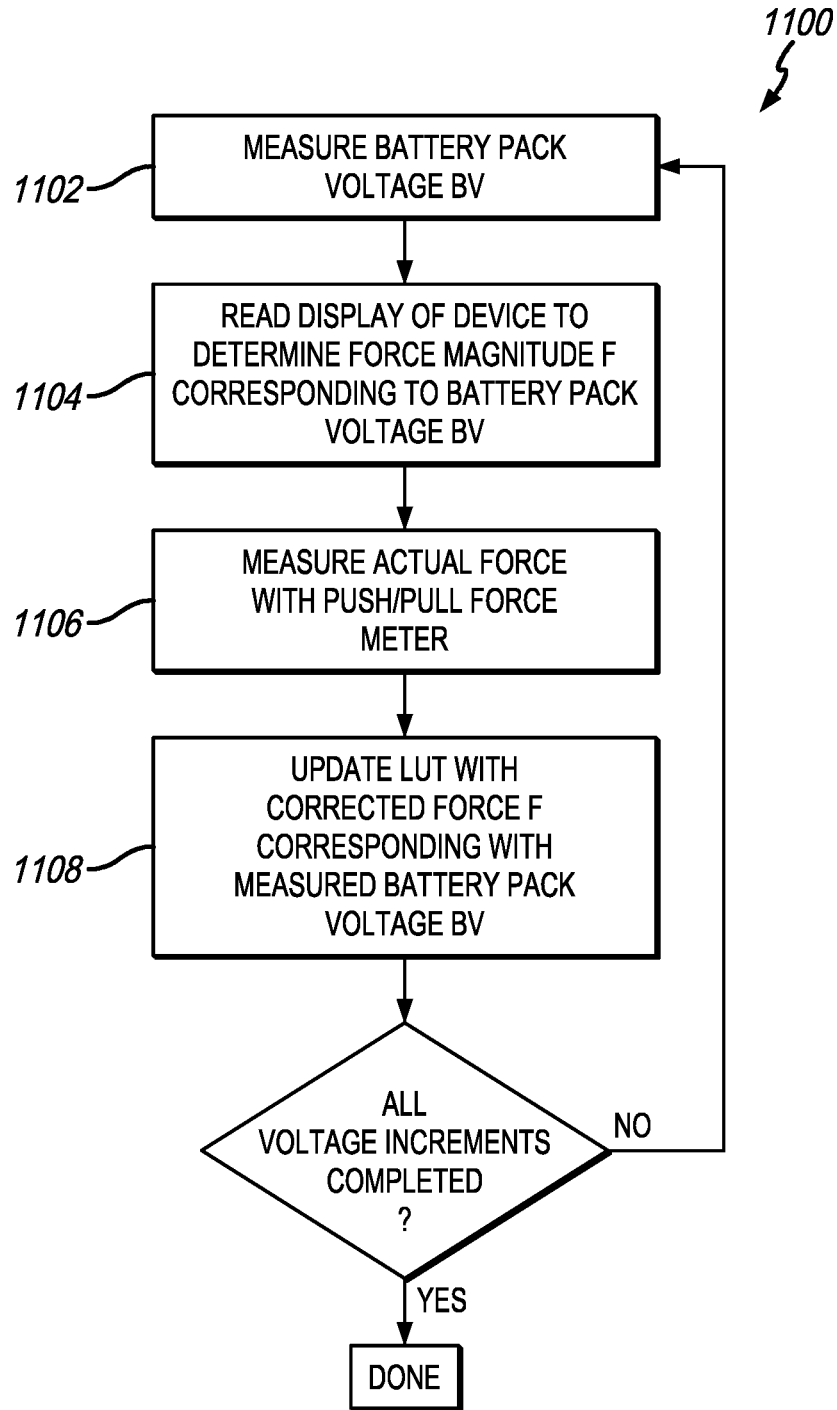 1100
MEASURE BATTERY PACK
VOLTAGE BV
1102
READ DISPLAY OF DEVICE TO
DETERMINE FORCE MAGNITUDE F
CORRESPONDING TO BATTERY PACK
VOLTAGE BV
1104
MEASURE ACTUAL FORCE
WITH PUSH/PULL FORCE
METER
1106
UPDATE LUT WITH
CORRECTED FORCE F
CORRESPONDING WITH
MEASURED BATTERY PACK
VOLTAGE BV
1108
ALL
VOLTAGE INCREMENTS
COMPLETED
?
NO
YES
DONE